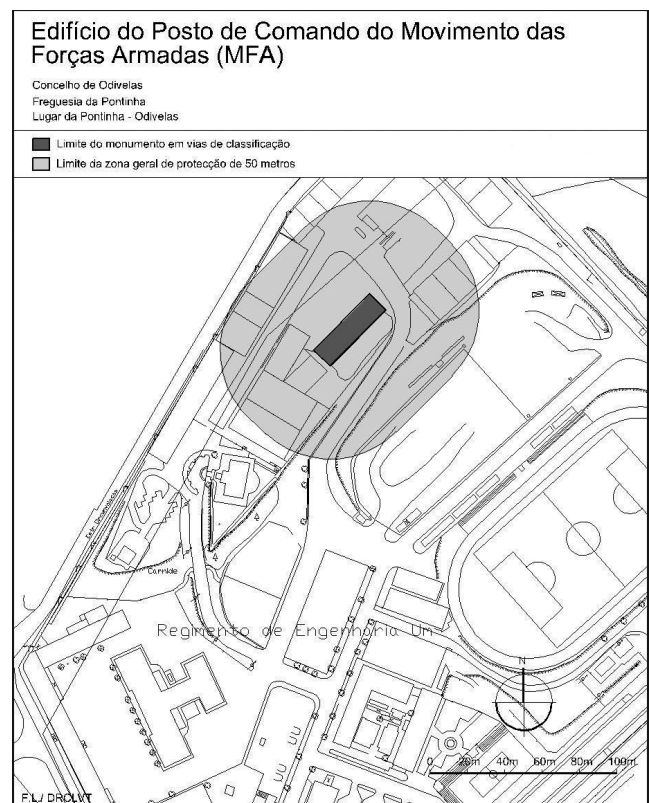 Edifício do Posto de Comando do Movimento das
Forças Armadas (MFA)
Concelho de Odivelas
Freguesia da Pontinha
Lugar da Pontinha - Odivelas
Limite do monumento em vias de classificação
Limite da zona geral de protecção de 50 metros
Carnide
Regimento de Engenharia Um
N
0 20m 40m 60m 80m 100m
F.L./ DRCLVT